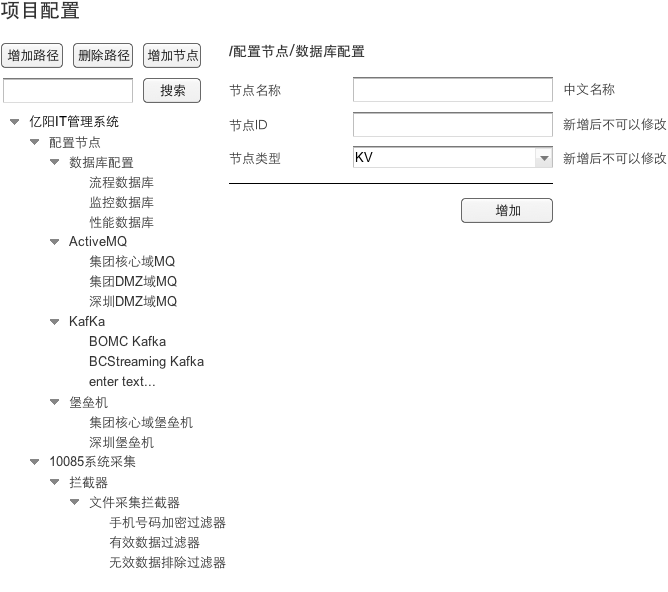 项目配置
增加路径 删除路径 增加节点
搜索
亿阳IT管理系统
配置节点
数据库配置
流程数据库
监控数据库
性能数据库
ActiveMQ
集团核心域MQ
集团DMZ域MQ
深圳DMZ域MQ
KafKa
BOMC Kafka
BCStreaming Kafka
enter text...
堡垒机
集团核心域堡垒机
深圳堡垒机
10085系统采集
拦截器
文件采集拦截器
手机号码加密过滤器
有效数据过滤器
无效数据排除过滤器
/配置节点/数据库配置
节点名称 中文名称
节点ID 新增后不可以修改
节点类型 KV 新增后不可以修改
增加